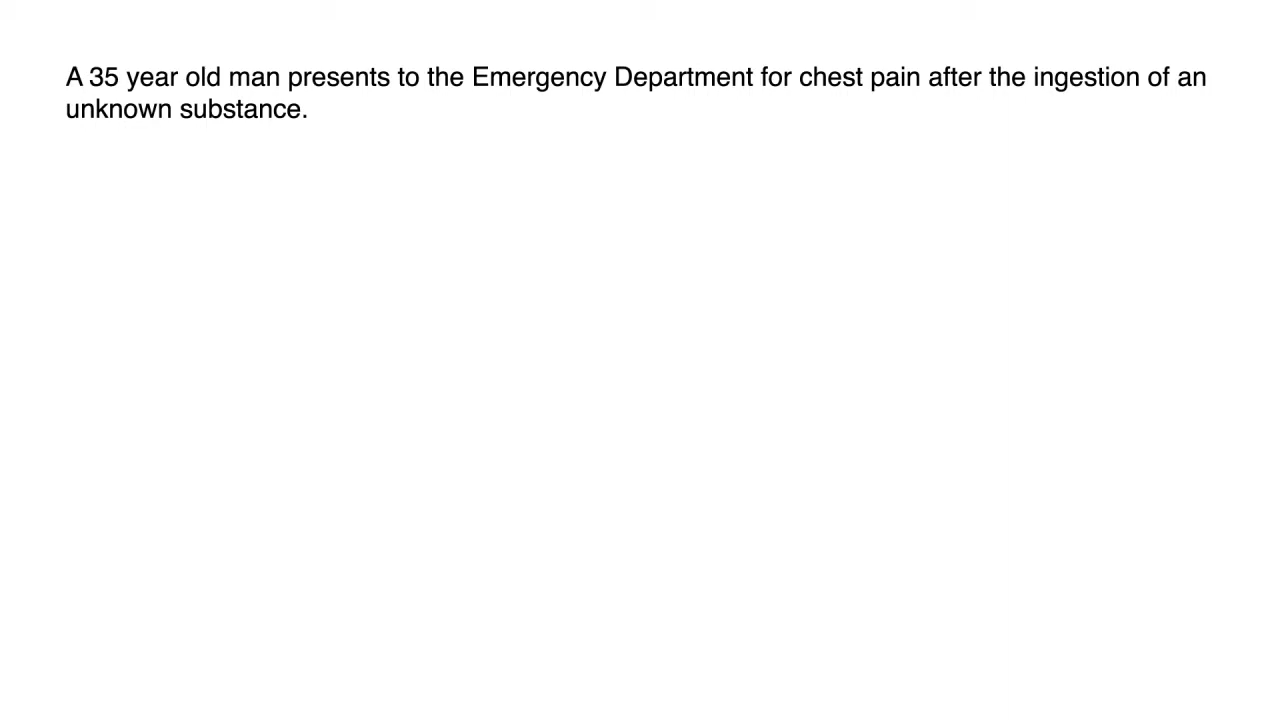 A 35 year old man presents to the Emergency Department for chest pain after the ingestion of an
unknown substance.